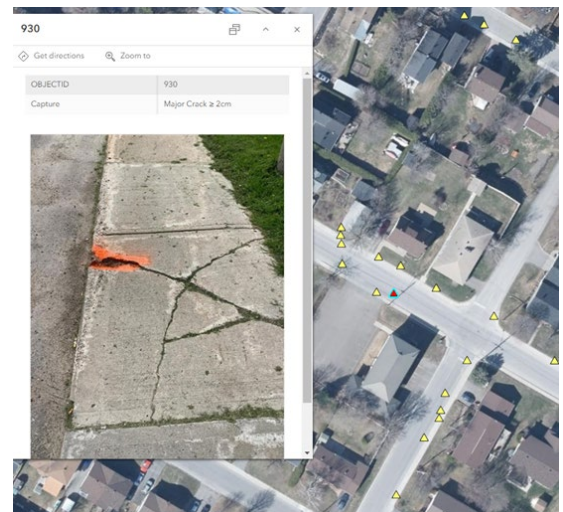 930
Get directions
Zoom to
OBJECTID 930
Capture Major Crack ≥ 2cm